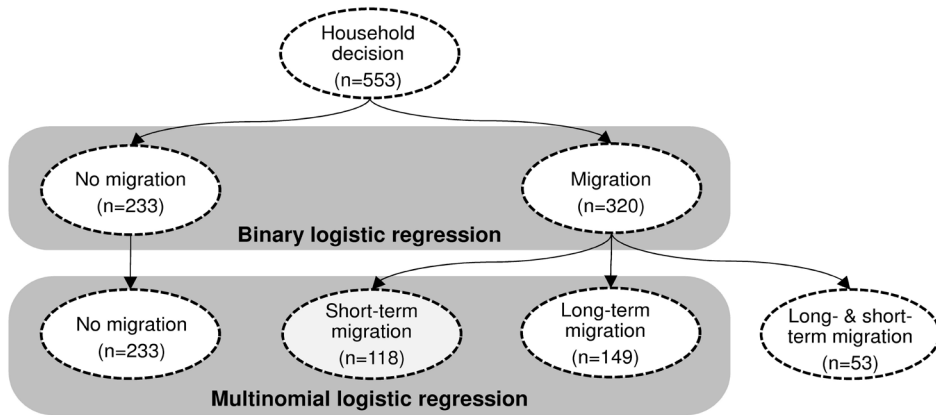 Household
decision
(n=553)
No migration
(n=233)
Migration
(n=320)
Binary logistic regression
No migration
(n=233)
Short-term
migration
(n=118)
Long-term
migration
(n=149)
Long- & short-
term migration
(n=53)
Multinomial logistic regression